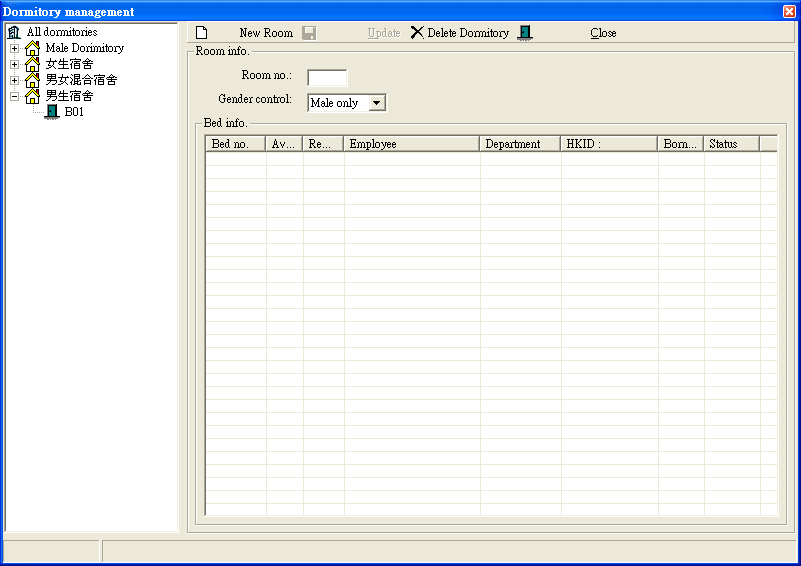 Dormitory management
All dormitories
Male Dorimitory
女生宿舍
男女混合宿舍
男生宿舍
B01
New Room Update Delete Dormitory Close
Room info.
Room no.:
Gender control: Male only
Bed info.
Bed no. Av... Re... Employee Department HKID : Born... Status